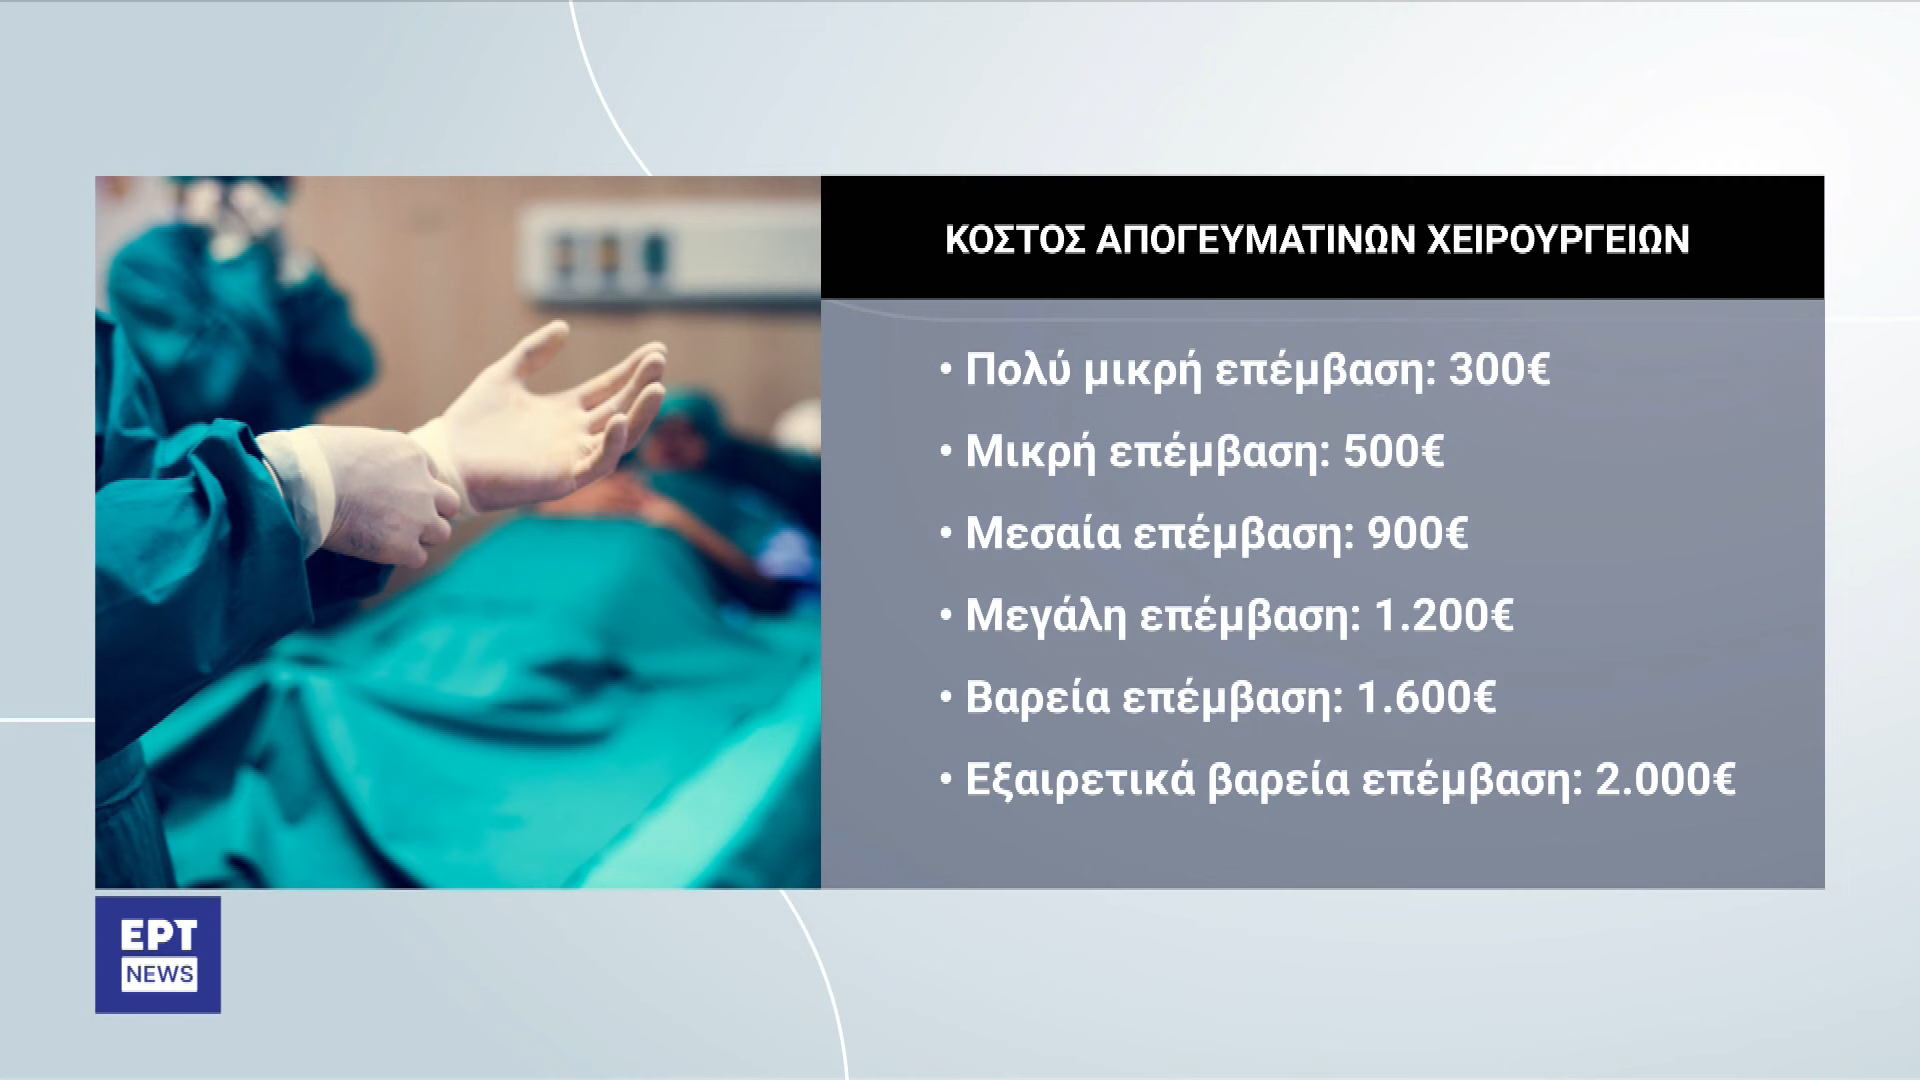 ΚΟΣΤΟΣ ΑΠΟΓΕΥΜΑΤΙΝΩΝ ΧΕΙΡΟΥΡΓΕΙΩΝ
• Πολύ μικρή επέμβαση: 300€
• Μικρή επέμβαση: 500€
• Μεσαία επέμβαση: 900€
• Μεγάλη επέμβαση: 1.200€
• Βαρεία επέμβαση: 1.600€
• Εξαιρετικά βαρεία επέμβαση: 2.000€
ΕΡΤ
NEWS